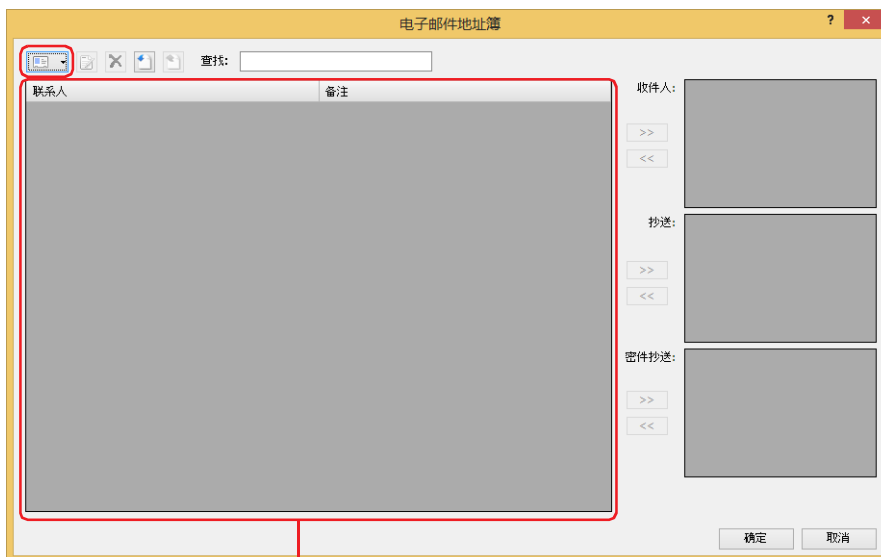 电子邮件地址簿
? ×
查找:
联系人 备注
收件人:
>>
<<
抄送:
>>
<<
密件抄送:
>>
<<
确定 取消